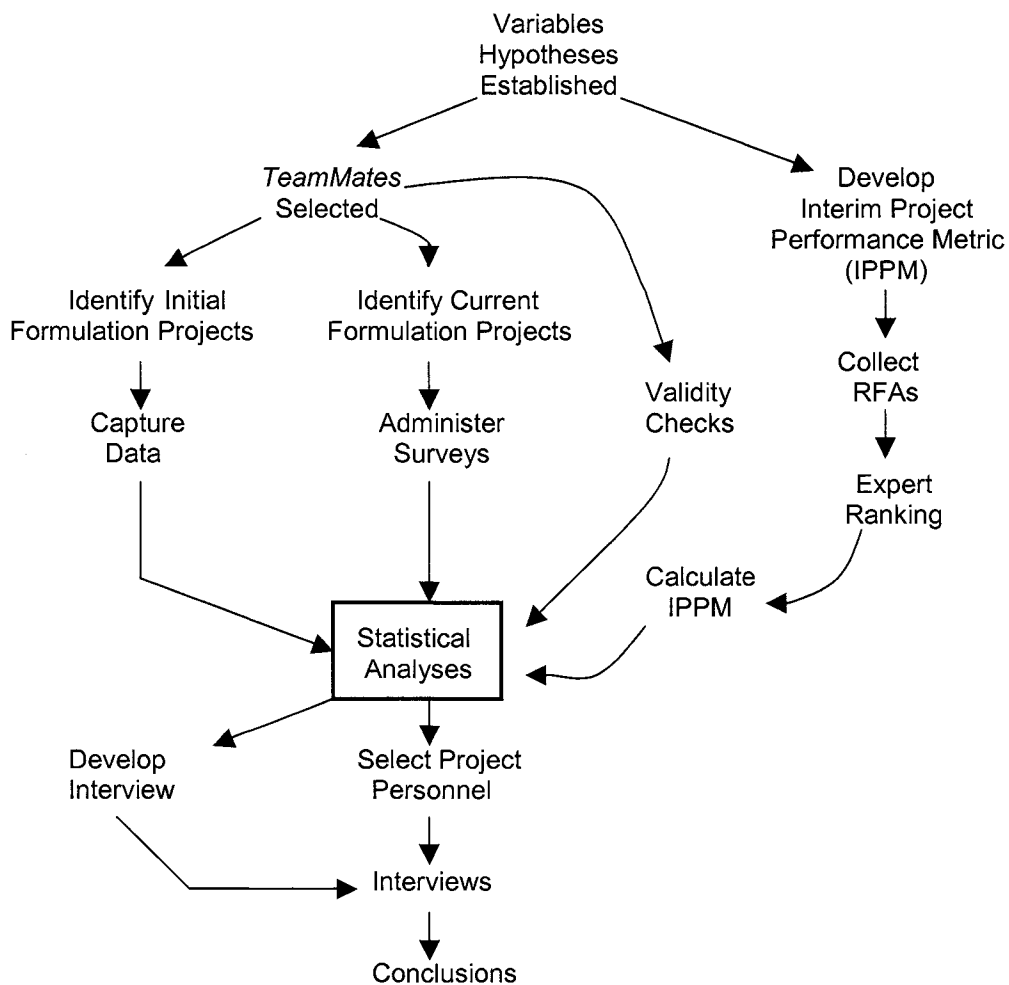 Variables
Hypotheses
Established
TeamMates
Selected
Develop
Interim Project
Performance Metric
(IPPM)
Identify Initial
Formulation Projects
Identify Current
Formulation Projects
Collect
RFAs
Validity
Checks
Capture
Data
Administer
Surveys
Expert
Ranking
Calculate
IPPM
Statistical
Analyses
Develop
Interview
Select Project
Personnel
Interviews
Conclusions